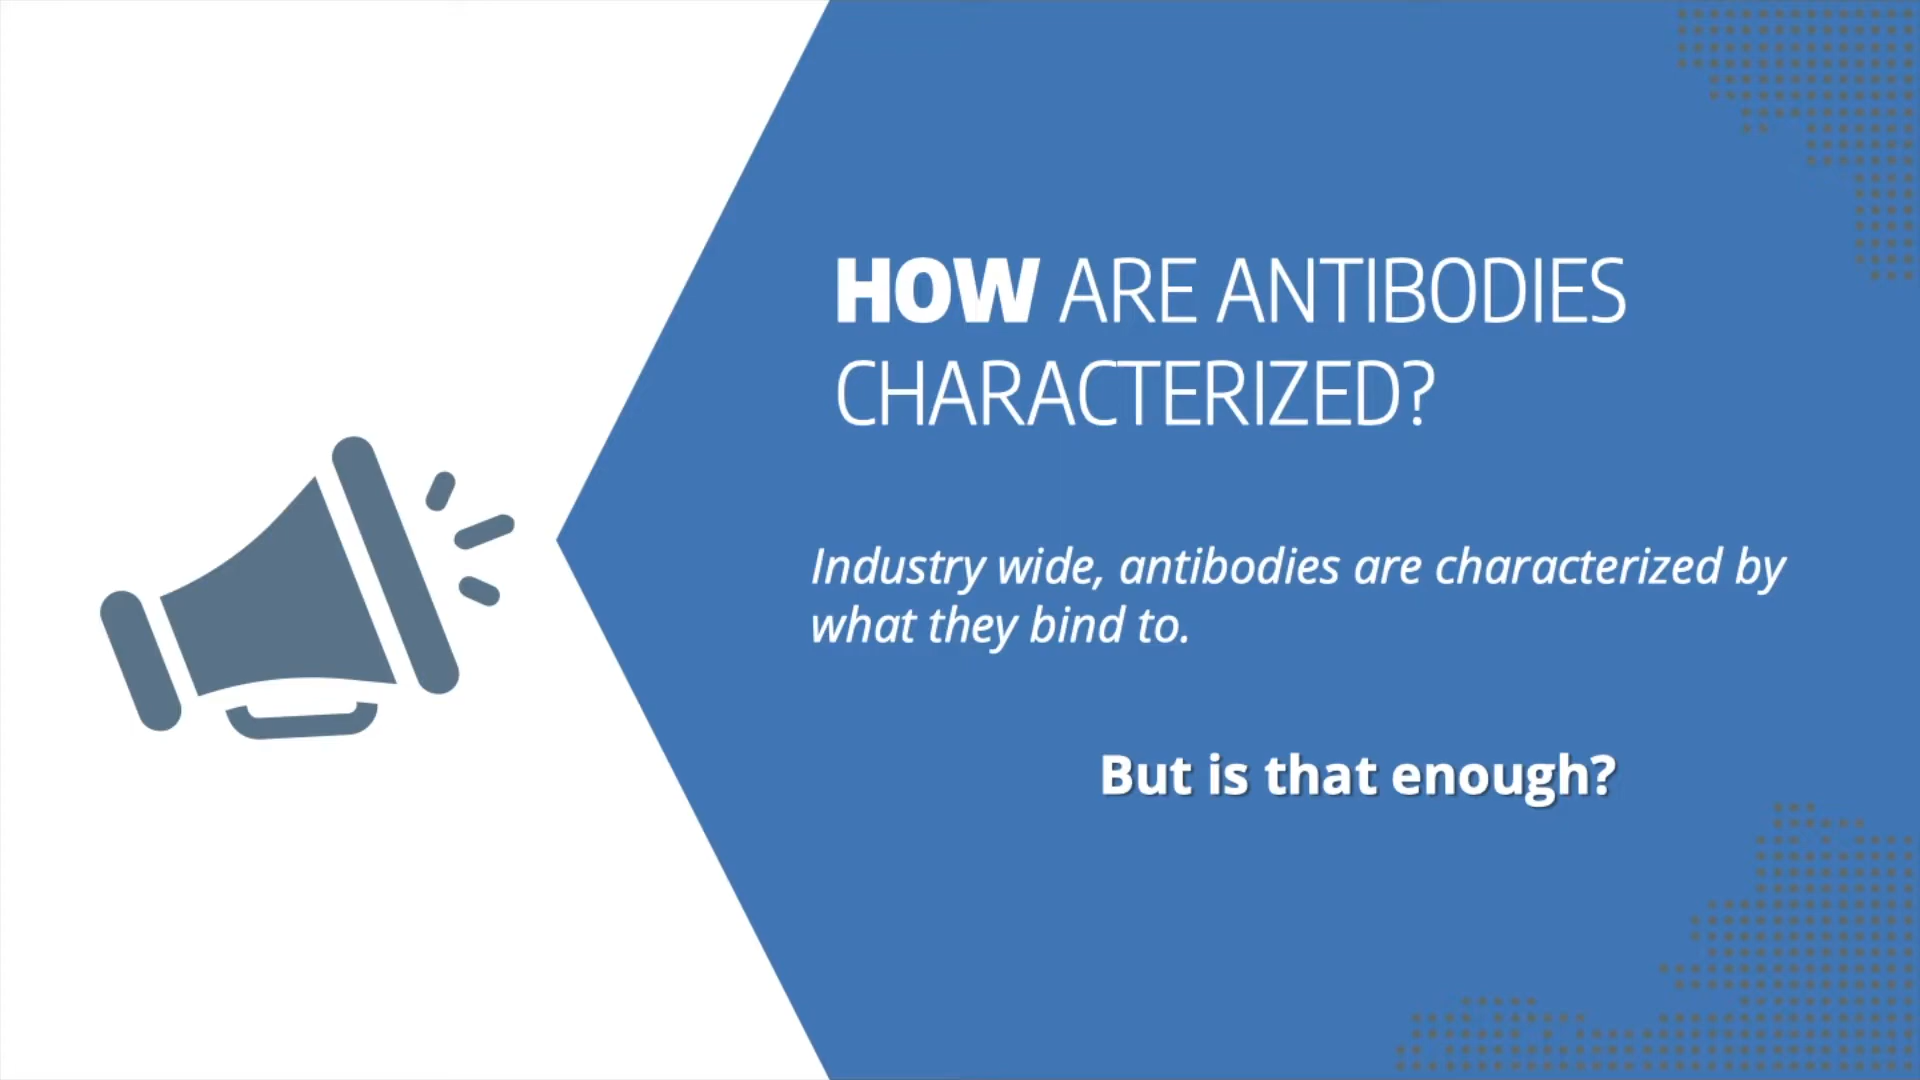 HOW ARE ANTIBODIES
CHARACTERIZED?
Industry wide, antibodies are characterized by
what they bind to.
But is that enough?